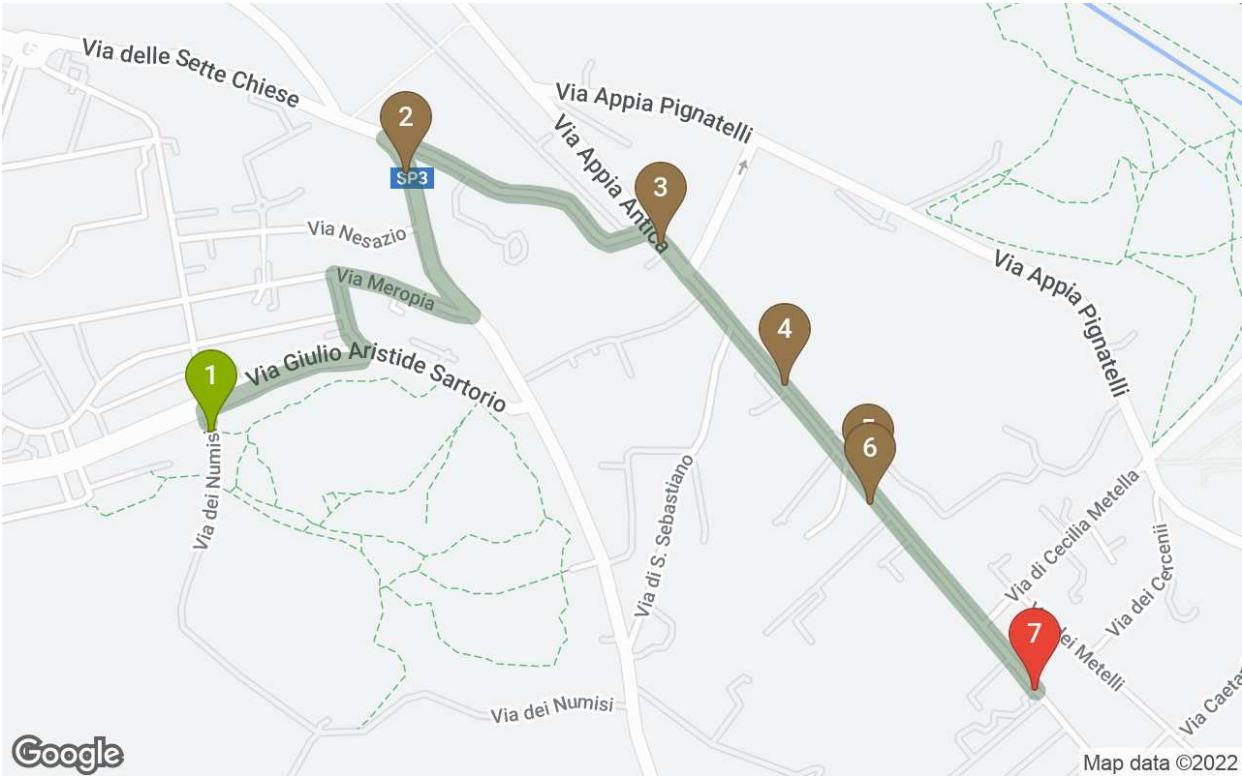 Via delle Sette Chiese
2
Via Appia Pignatelli
SP3
Via Appia Antica
3
Via Nesazio
Via Appia Pignatelli
Via Meropia
4
1
Via Giulio Aristide Sartorio
6
Via dei Numisi
Via di S. Sebastiano
Via di Cecilia Metella
Via dei Cercenii
7
dei Metelli
Via dei Numisi
Via Caeta
Google
Map data ©2022